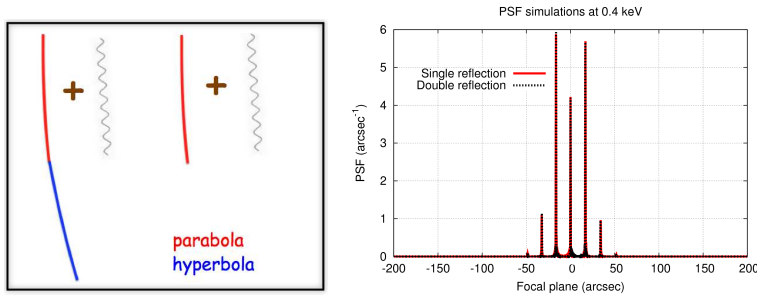 parabola
hyperbola
PSF simulations at 0.4 keV
Single reflection
Double reflection
PSF (arcsec⁻¹)
6
5
4
3
2
1
0
-200 -150 -100 -50 0 50 100 150 200
Focal plane (arcsec)